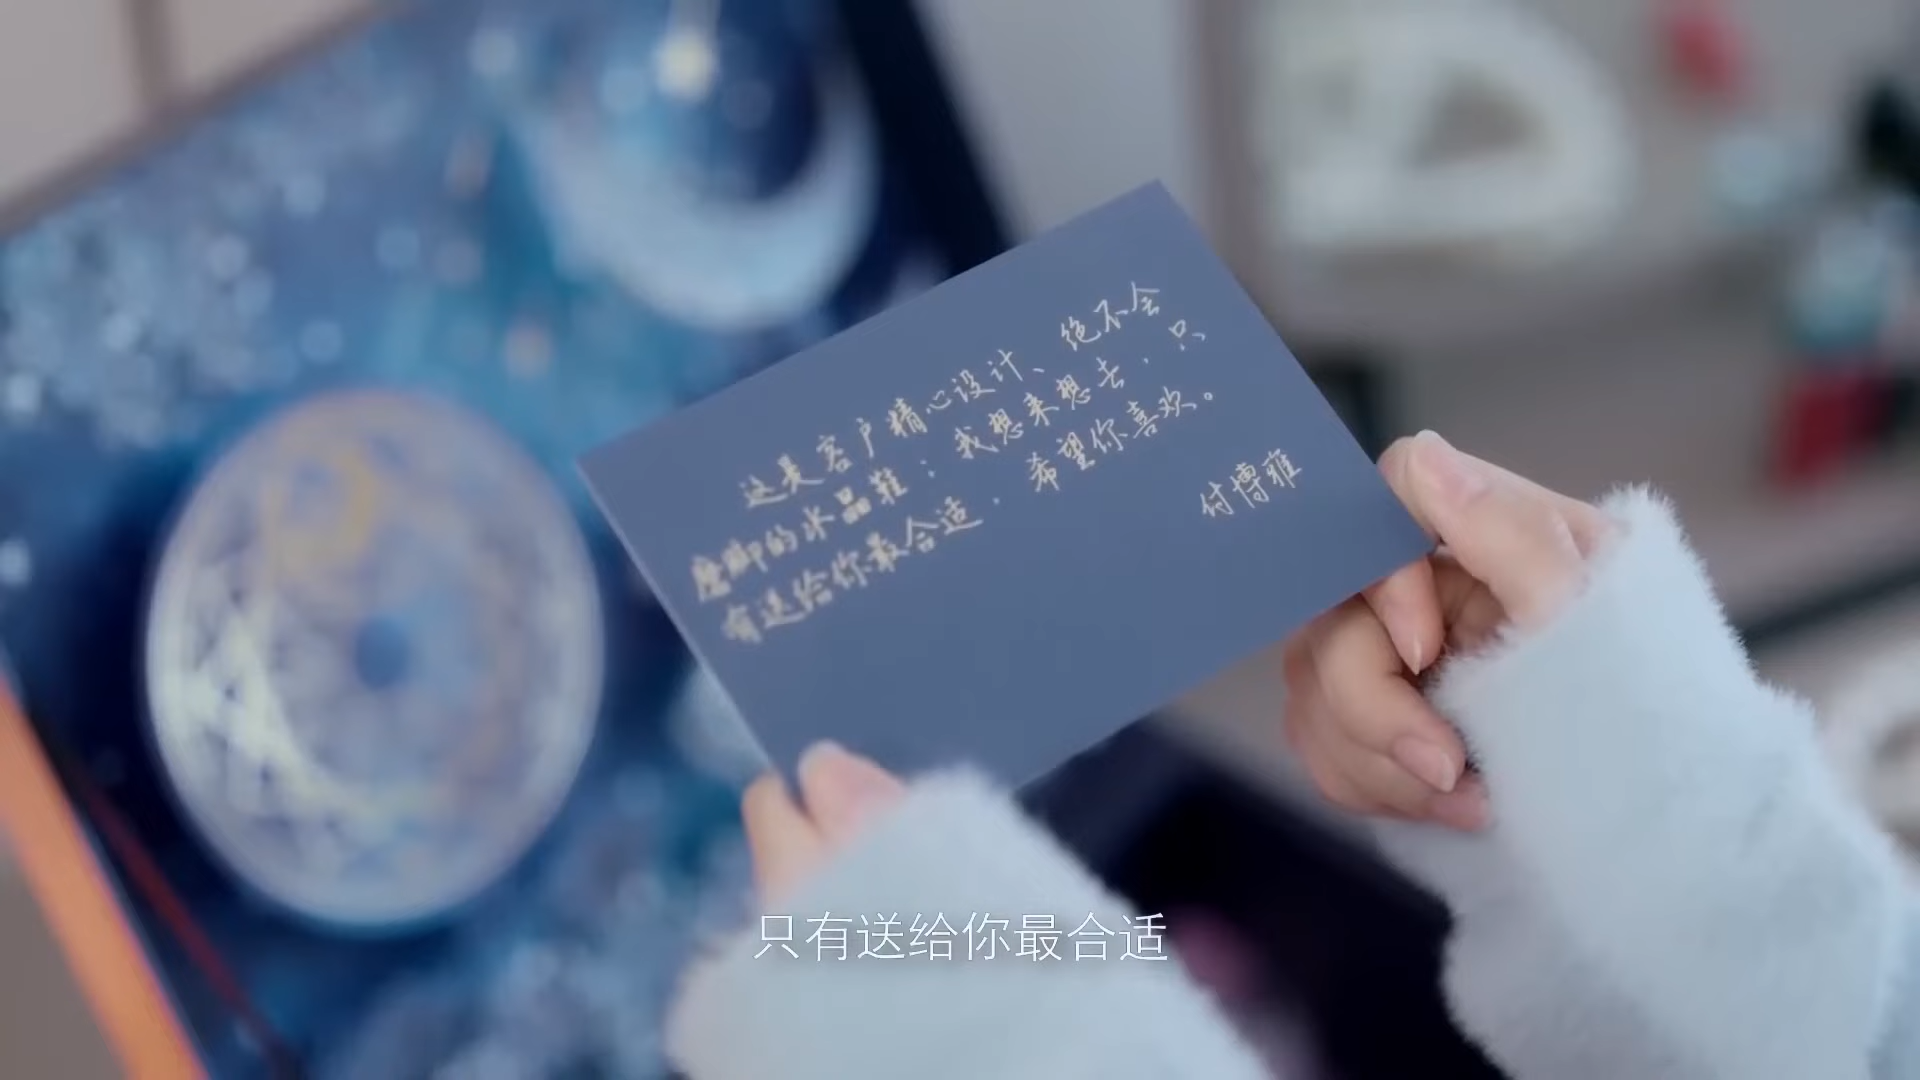 这是客户精心设计、绝不会
磨脚的水晶鞋；我想来想去，只
有送给你最合适，希望你喜欢。
付博雅
只有送给你最合适